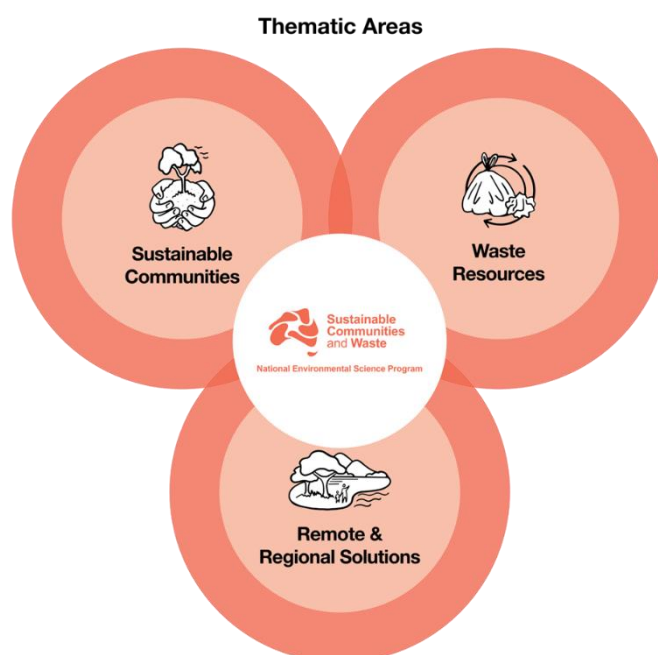 Thematic Areas
Sustainable
Communities
Waste
Resources
Sustainable
Communities
and Waste
National Environmental Science Program
Remote &
Regional Solutions